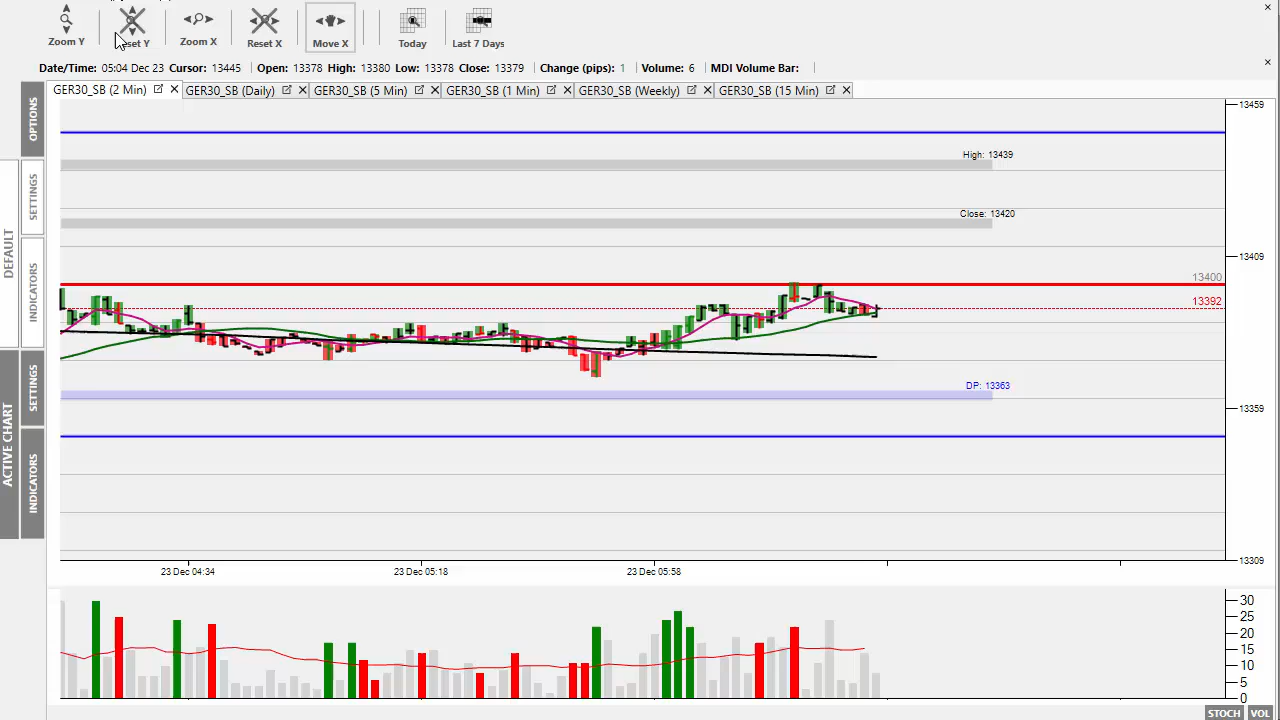 Zoom Y
Reset Y
Zoom X
Reset X
Move X
Today
Last 7 Days
Date/Time: 05:04 Dec 23 Cursor: 13445 Open: 13378 High: 13380 Low: 13378 Close: 13379 Change (pips): 1 Volume: 6 MDI Volume Bar:
GER30_SB (2 Min)
GER30_SB (Daily)
GER30_SB (5 Min)
GER30_SB (1 Min)
GER30_SB (Weekly)
GER30_SB (15 Min)
OPTIONS
SETTINGS
INDICATORS
DEFAULT
SETTINGS
INDICATORS
ACTIVE CHART
High: 13439
Close: 13420
DP: 13363
13400
13392
13459
13409
13359
13309
23 Dec 04:34
23 Dec 05:18
23 Dec 05:58
30
25
20
15
10
5
0
STOCH
VOL